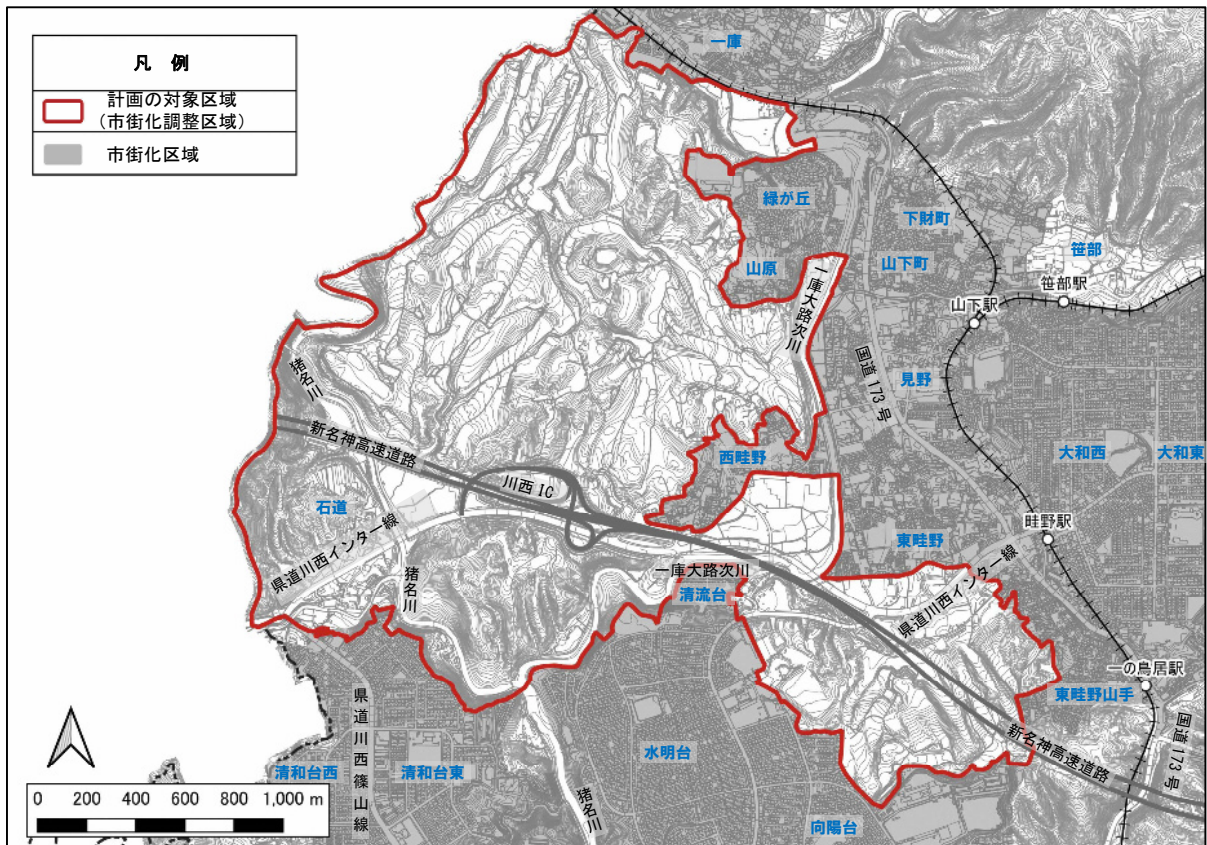 凡 例
計画の対象区域
（市街化調整区域）
市街化区域
一庫
緑が丘
下財町
笹部
山原
山下町
笹部駅
山下駅
一庫大路次川
猪名川
国道 173 号
見野
新名神高速道路
西畦野
大和西
大和東
川西 IC
石道
畦野駅
東畦野
県道川西インター線
一庫大路次川
猪名川
清流台
県道川西インター線
一の鳥居駅
東畦野山手
県道川西篠山線
水明台
新名神高速道路
国道 173 号
清和台西
清和台東
猪名川
向陽台
0 200 400 600 800 1,000 m